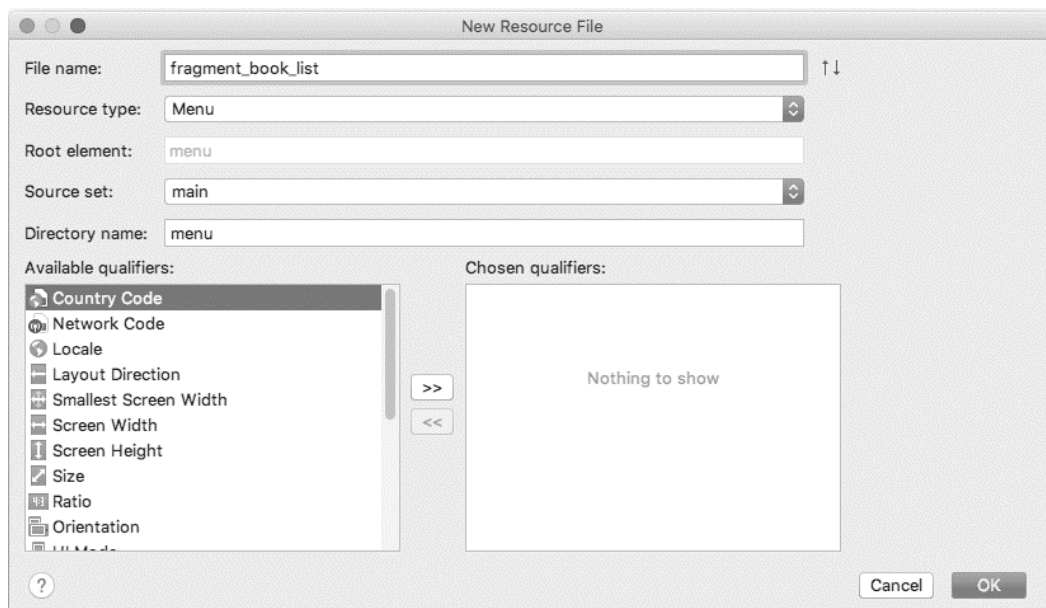 New Resource File
File name: fragment_book_list ↑↓
Resource type: Menu
Root element: menu
Source set: main
Directory name: menu
Available qualifiers: Chosen qualifiers:
Country Code
Network Code
Locale
Layout Direction
Smallest Screen Width
Screen Width
Screen Height
Size
Ratio
Orientation
UI Mode
>>
<<
Nothing to show
? Cancel OK